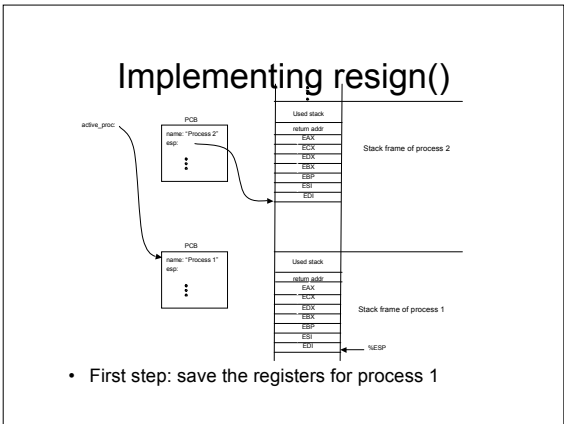 Implementing resign()
active_proc:
PCB
name: "Process 2"
esp:
Used stack
return addr
EAX
ECX
EDX
EBX
EBP
ESI
EDI
Stack frame of process 2
PCB
name: "Process 1"
esp:
Used stack
return addr
EAX
ECX
EDX
EBX
EBP
ESI
EDI
Stack frame of process 1
%ESP
• First step: save the registers for process 1